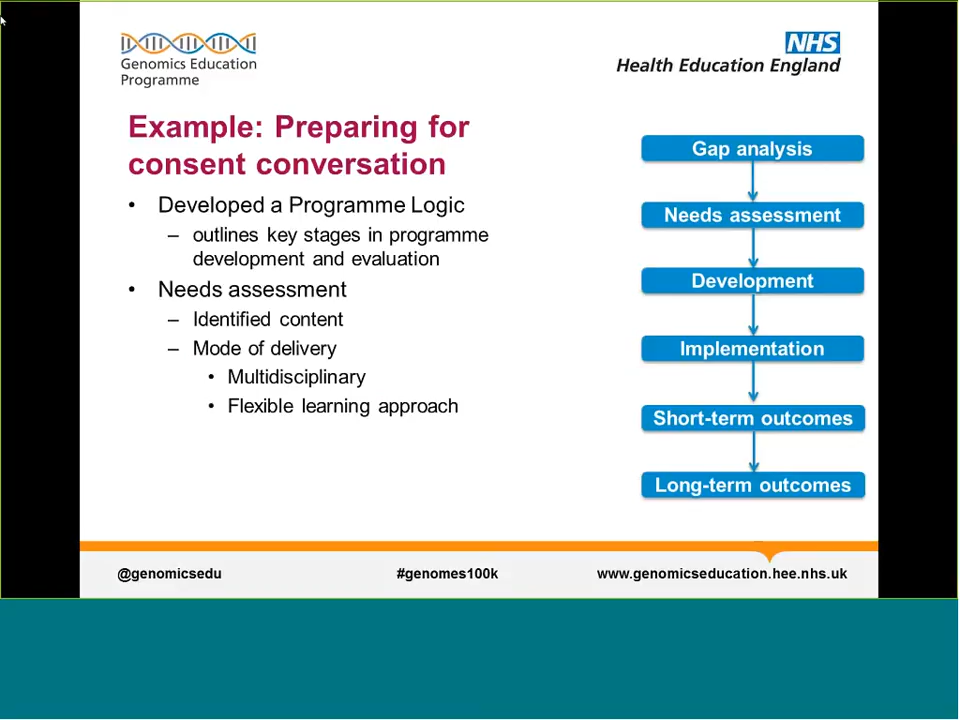 Genomics Education
Programme
NHS
Health Education England
Example: Preparing for
consent conversation
• Developed a Programme Logic
– outlines key stages in programme
development and evaluation
• Needs assessment
– Identified content
– Mode of delivery
• Multidisciplinary
• Flexible learning approach
Gap analysis
Needs assessment
Development
Implementation
Short-term outcomes
Long-term outcomes
@genomicsedu
#genomes100k
www.genomicseducation.hee.nhs.uk